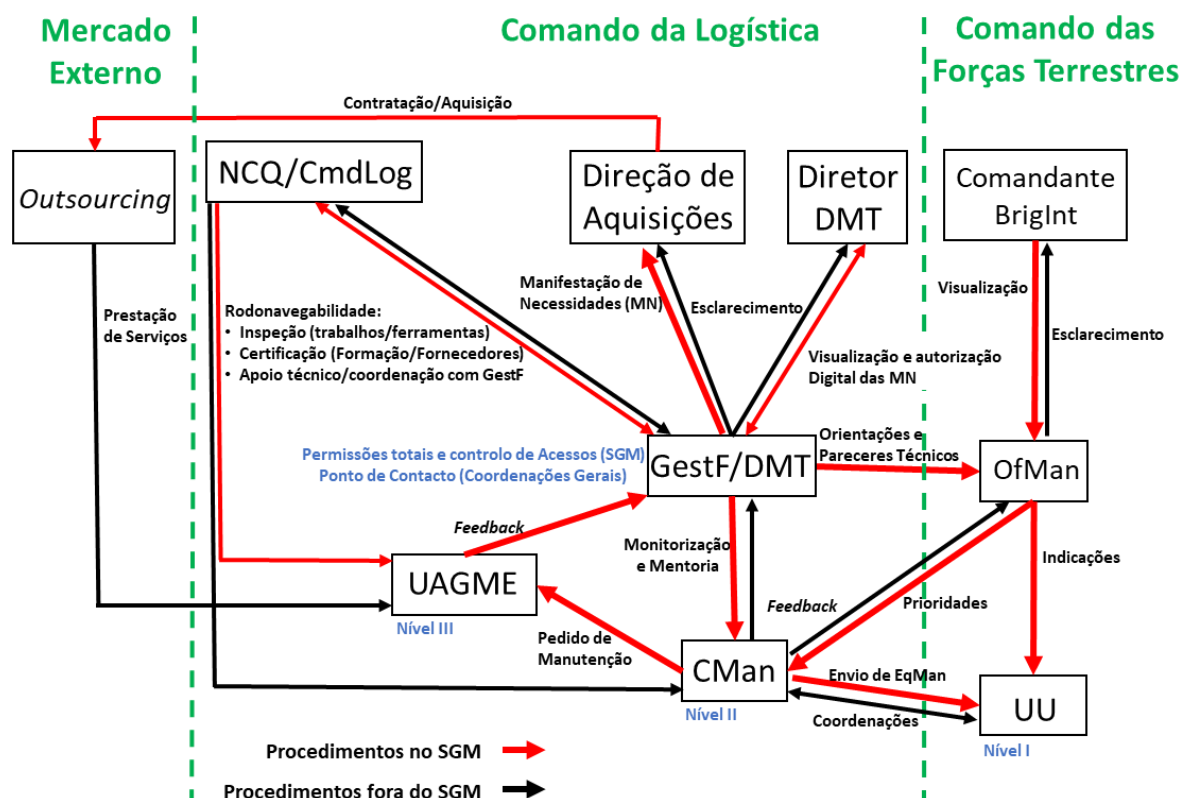 Mercado
Externo
Comando da Logística
Comando das
Forças Terrestres
Contratação/Aquisição
Outsourcing
NCQ/CmdLog
Direção de
Aquisições
Diretor
DMT
Comandante
BrigInt
Prestação
de Serviços
Rodonavegabilidade:
• Inspeção (trabalhos/ferramentas)
• Certificação (Formação/Fornecedores)
• Apoio técnico/coordenação com GestF
Manifestação de
Necessidades (MN)
Esclarecimento
Visualização e autorização
Digital das MN
Visualização
Esclarecimento
Permissões totais e controlo de Acessos (SGM)
Ponto de Contacto (Coordenações Gerais)
GestF/DMT
Orientações e
Pareceres Técnicos
OfMan
Feedback
Monitorização
e Mentoria
Indicações
UAGME
Nível III
Feedback
Prioridades
Pedido de
Manutenção
CMan
Nível II
Envio de EqMan
Coordenações
UU
Nível I
Procedimentos no SGM
Procedimentos fora do SGM